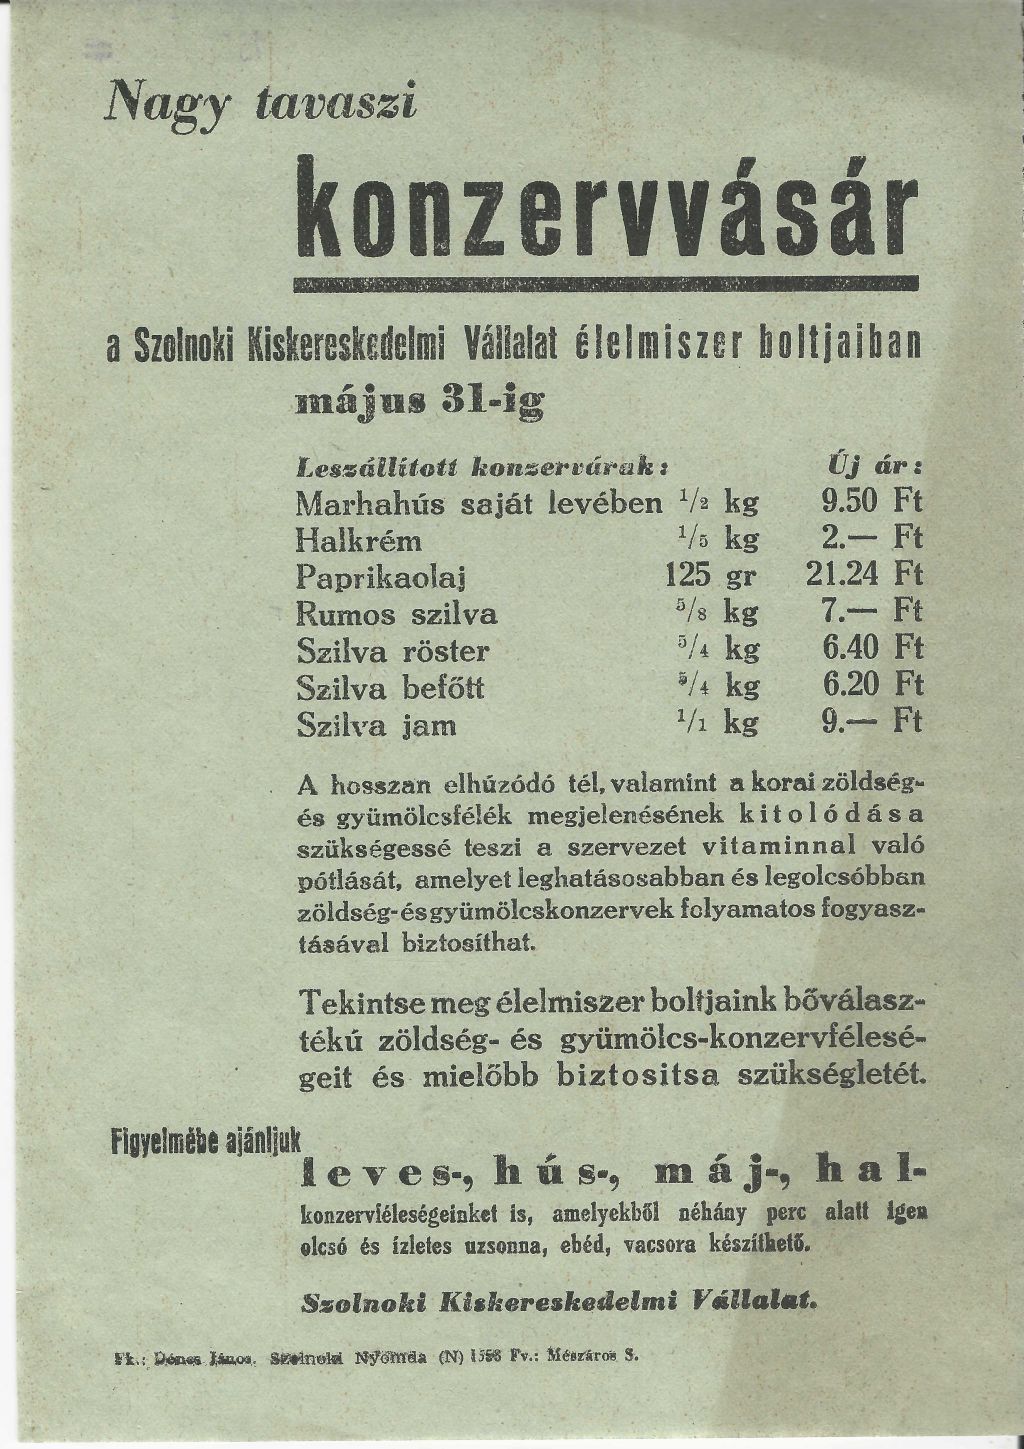 Nagy tavaszi
konzervvásár
a Szolnoki Kiskereskedelmi Vállalat élelmiszer boltjaiban
május 31-ig
Leszállított konzervárak: Új ár:
Marhahús saját levében 1/2 kg 9.50 Ft
Halkrém 1/5 kg 2.— Ft
Paprikaolaj 125 gr 21.24 Ft
Rumos szilva 5/8 kg 7.— Ft
Szilva röster 5/4 kg 6.40 Ft
Szilva befőtt 5/4 kg 6.20 Ft
Szilva jam 1/1 kg 9.— Ft
A hosszan elhúzódó tél, valamint a korai zöldség-
és gyümölcsfélék megjelenésének kitolódása
szükségessé teszi a szervezet vitaminnal való
pótlását, amelyet leghatásosabban és legolcsóbban
zöldség- és gyümölcskonzervek folyamatos fogyasz-
tásával biztosíthat.
Tekintse meg élelmiszer boltjaink bőválasz-
tékú zöldség- és gyümölcs-konzervfélesé-
geit és mielőbb biztositsa szükségletét.
Figyelmébe ajánljuk
leves-, hús-, máj-, hal-
konzervféleségeinket is, amelyekből néhány perc alatt igen
olcsó és ízletes uzsonna, ebéd, vacsora készíthető.
Szolnoki Kiskereskedelmi Vállalat.
Fk.: Dénes János. Szolnoki Nyomda (N) Fv.: Mészáros S.